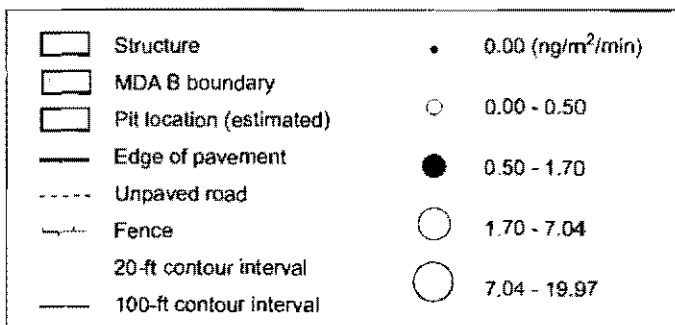 Structure
MDA B boundary
Pit location (estimated)
Edge of pavement
Unpaved road
Fence
20-ft contour interval
100-ft contour interval
0.00 (ng/m²/min)
0.00 - 0.50
0.50 - 1.70
1.70 - 7.04
7.04 - 19.97